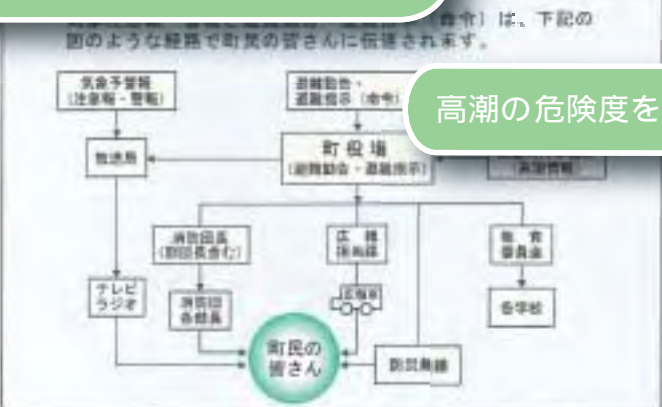 （命令）は、下記の
図のような経路で町民の皆さんに伝達されます。
気象予警報
（注意報・警報）
避難勧告・
避難指示（命令）
高潮の危険度を
放送局
町役場
（避難勧告・避難指示）
消防団長
（副団長含む）
広報
教育
委員会
テレビ
ラジオ
消防団
各部長
広報車
各学校
町民の
皆さん
防災無線